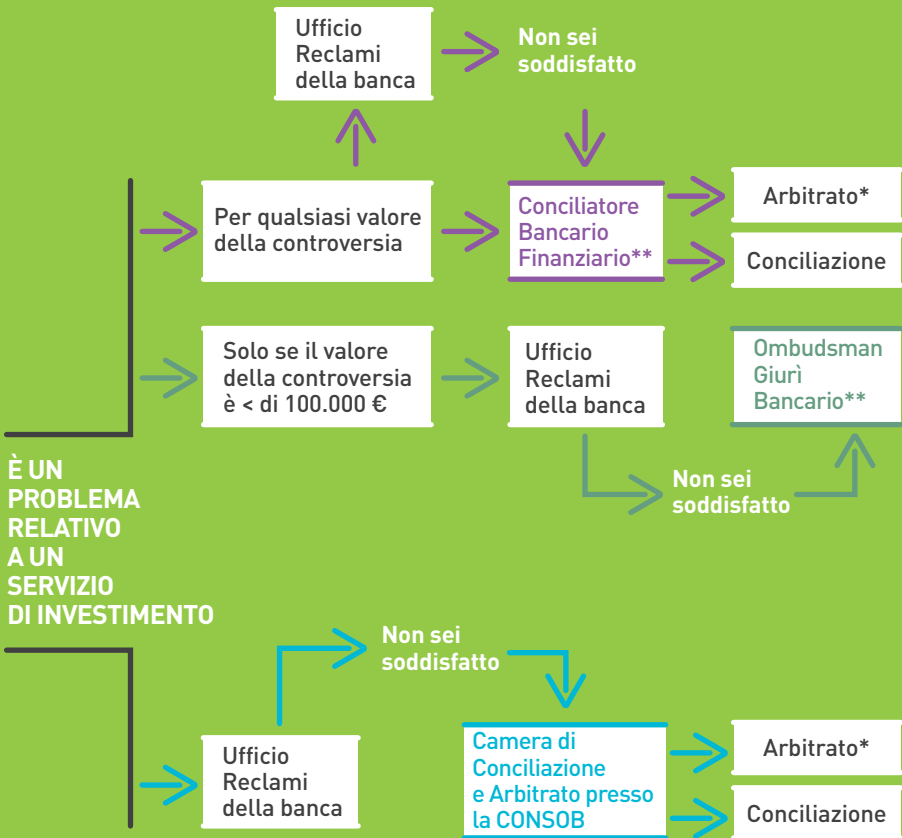 Ufficio
Reclami
della banca
Non sei
soddisfatto
Per qualsiasi valore
della controversia
Conciliatore
Bancario
Finanziario**
Arbitrato*
Conciliazione
Solo se il valore
della controversia
è < di 100.000 €
Ufficio
Reclami
della banca
Ombudsman
Giurì
Bancario**
Non sei
soddisfatto
È UN
PROBLEMA
RELATIVO
A UN
SERVIZIO
DI INVESTIMENTO
Non sei
soddisfatto
Ufficio
Reclami
della banca
Camera di
Conciliazione
e Arbitrato presso
la CONSOB
Arbitrato*
Conciliazione